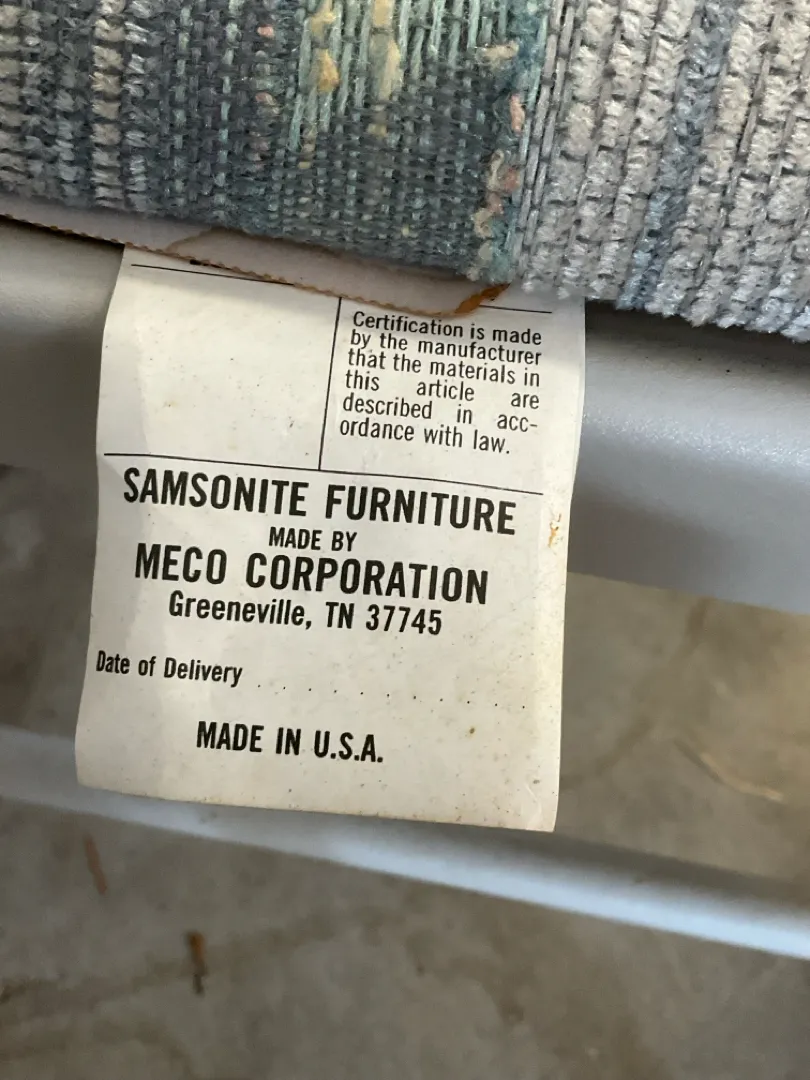 Certification is made
by the manufacturer
that the materials in
this article are
described in acc-
ordance with law.
SAMSONITE FURNITURE
MADE BY
MECO CORPORATION
Greeneville, TN 37745
Date of Delivery . . . . . . . . . . . . .
MADE IN U.S.A.